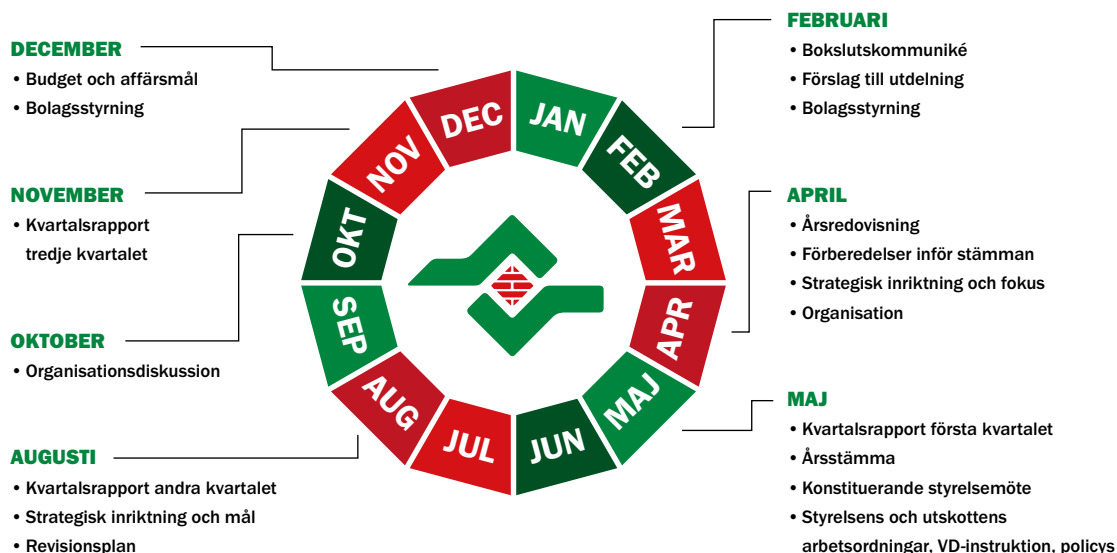 DECEMBER
• Budget och affärsmål
• Bolagsstyrning
NOVEMBER
• Kvartalsrapport
tredje kvartalet
OKTOBER
• Organisationsdiskussion
AUGUSTI
• Kvartalsrapport andra kvartalet
• Strategisk inriktning och mål
• Revisionsplan
JAN
FEB
MAR
APR
MAJ
JUN
JUL
AUG
SEP
OKT
NOV
DEC
FEBRUARI
• Bokslutskommuniké
• Förslag till utdelning
• Bolagsstyrning
APRIL
• Årsredovisning
• Förberedelser inför stämman
• Strategisk inriktning och fokus
• Organisation
MAJ
• Kvartalsrapport första kvartalet
• Årsstämma
• Konstituerande styrelsemöte
• Styrelsens och utskottens
arbetsordningar, VD-instruktion, policys